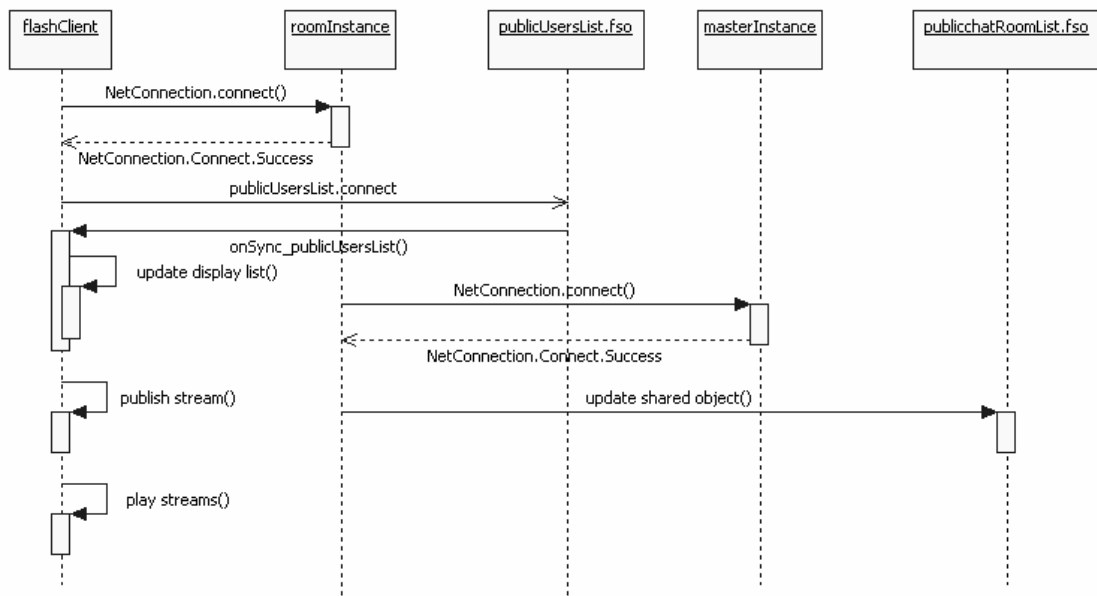 flashClient
roomInstance
publicUsersList.fso
masterInstance
publicchatRoomList.fso
NetConnection.connect()
NetConnection.Connect.Success
publicUsersList.connect
onSync_publicUsersList()
update display list()
NetConnection.connect()
NetConnection.Connect.Success
publish stream()
update shared object()
play streams()